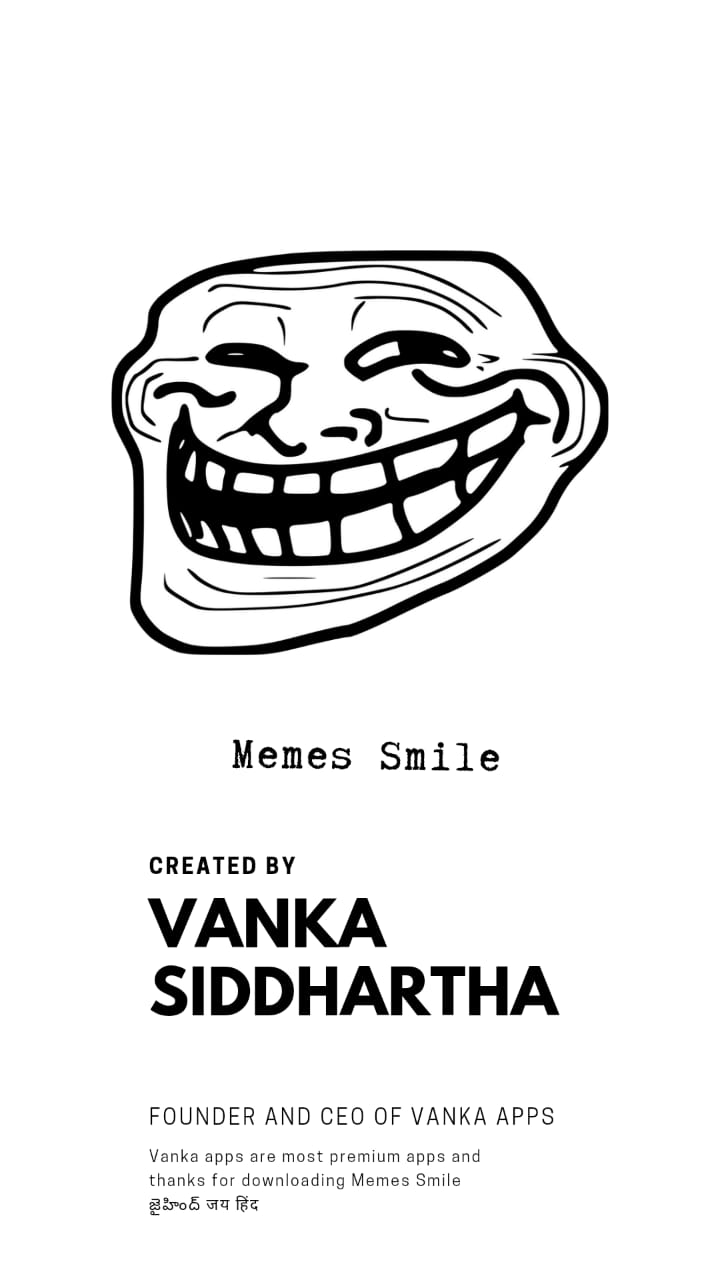 Memes Smile
CREATED BY
VANKA
SIDDHARTHA
FOUNDER AND CEO OF VANKA APPS
Vanka apps are most premium apps and
thanks for downloading Memes Smile
జైహింద్ जय हिंद